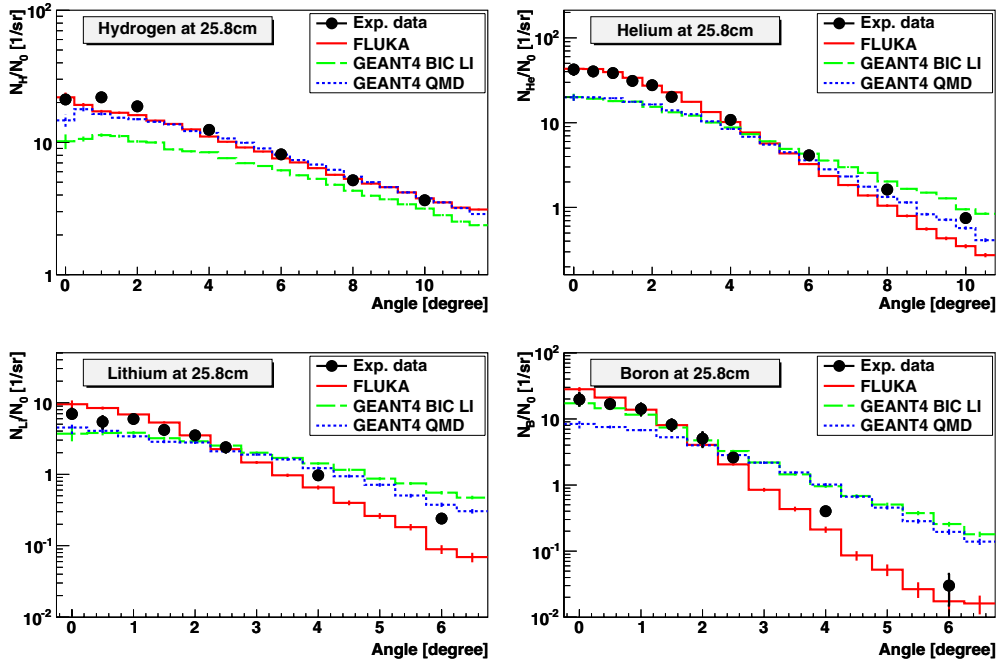 Hydrogen at 25.8cm
Exp. data
FLUKA
GEANT4 BIC LI
GEANT4 QMD
N_H/N_0 [1/sr]
10^2
10
1
0 2 4 6 8 10
Angle [degree]
Helium at 25.8cm
Exp. data
FLUKA
GEANT4 BIC LI
GEANT4 QMD
N_He/N_0 [1/sr]
10^2
10
1
0 2 4 6 8 10
Angle [degree]
Lithium at 25.8cm
Exp. data
FLUKA
GEANT4 BIC LI
GEANT4 QMD
N_Li/N_0 [1/sr]
10
1
10^-1
10^-2
0 1 2 3 4 5 6
Angle [degree]
Boron at 25.8cm
Exp. data
FLUKA
GEANT4 BIC LI
GEANT4 QMD
N_B/N_0 [1/sr]
10^2
10
1
10^-1
10^-2
0 1 2 3 4 5 6
Angle [degree]